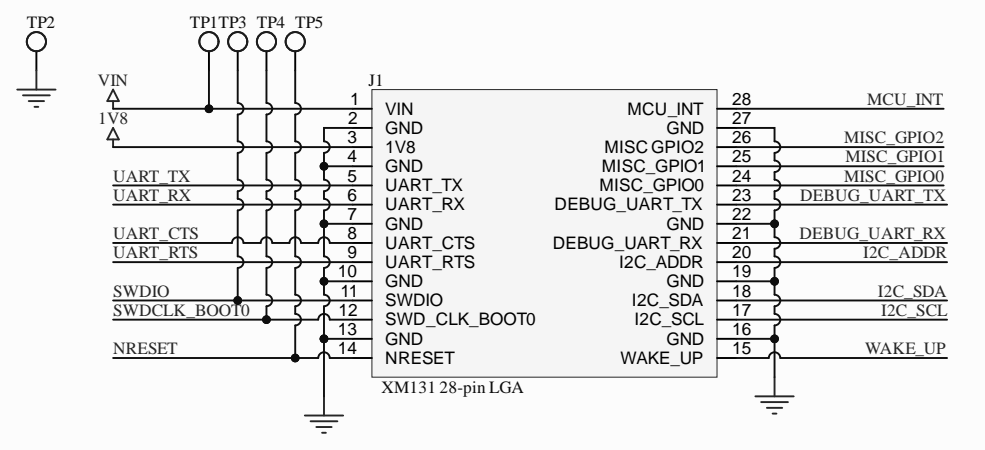 TP2 TP1TP3 TP4 TP5
VIN J1
1 VIN MCU_INT 28 MCU_INT
1V8 2 GND GND 27
3 1V8 MISC GPIO2 26 MISC_GPIO2
4 GND MISC_GPIO1 25 MISC_GPIO1
UART_TX 5 UART_TX MISC_GPIO0 24 MISC_GPIO0
UART_RX 6 UART_RX DEBUG_UART_TX 23 DEBUG_UART_TX
7 GND GND 22
UART_CTS 8 UART_CTS DEBUG_UART_RX 21 DEBUG_UART_RX
UART_RTS 9 UART_RTS I2C_ADDR 20 I2C_ADDR
10 GND GND 19
SWDIO 11 SWDIO I2C_SDA 18 I2C_SDA
SWDCLK_BOOT0 12 SWD_CLK_BOOT0 I2C_SCL 17 I2C_SCL
13 GND GND 16
NRESET 14 NRESET WAKE_UP 15 WAKE_UP
XM131 28-pin LGA